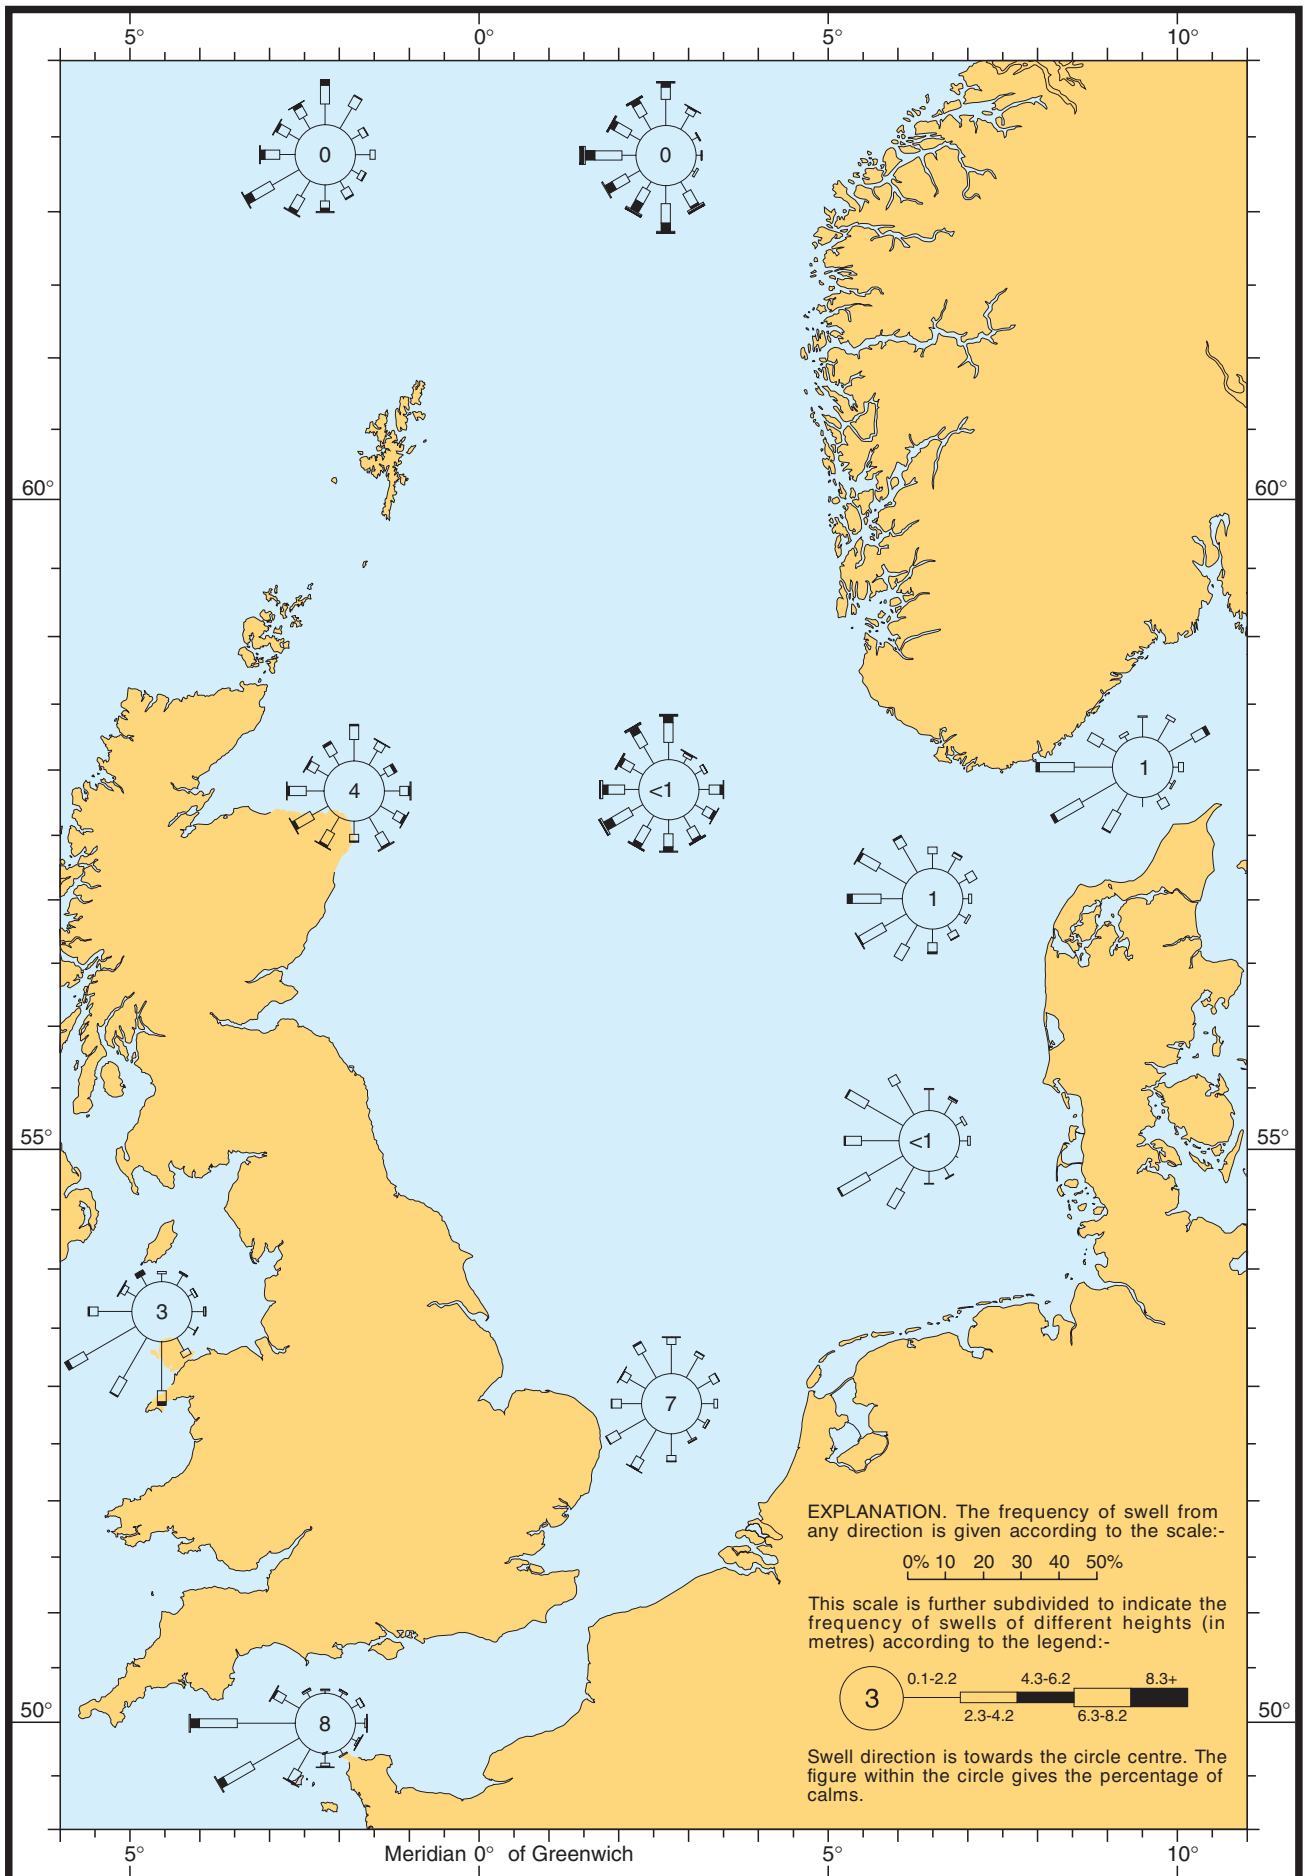 5° 0° 5° 10°
0 0
60° 60°
4 <1 1
1
55° <1 55°
3
7
EXPLANATION. The frequency of swell from
any direction is given according to the scale:-
0% 10 20 30 40 50%
This scale is further subdivided to indicate the
frequency of swells of different heights (in
metres) according to the legend:-
0.1-2.2 4.3-6.2 8.3+
3
2.3-4.2 6.3-8.2
50° 8 50°
Swell direction is towards the circle centre. The
figure within the circle gives the percentage of
calms.
5° Meridian 0° of Greenwich 5° 10°